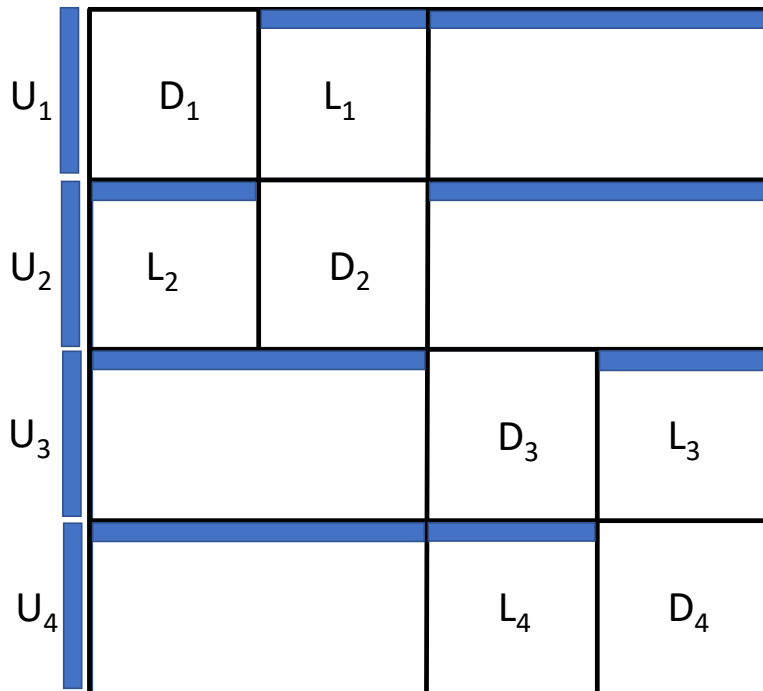 U₁ D₁ L₁
U₂ L₂ D₂
U₃ D₃ L₃
U₄ L₄ D₄